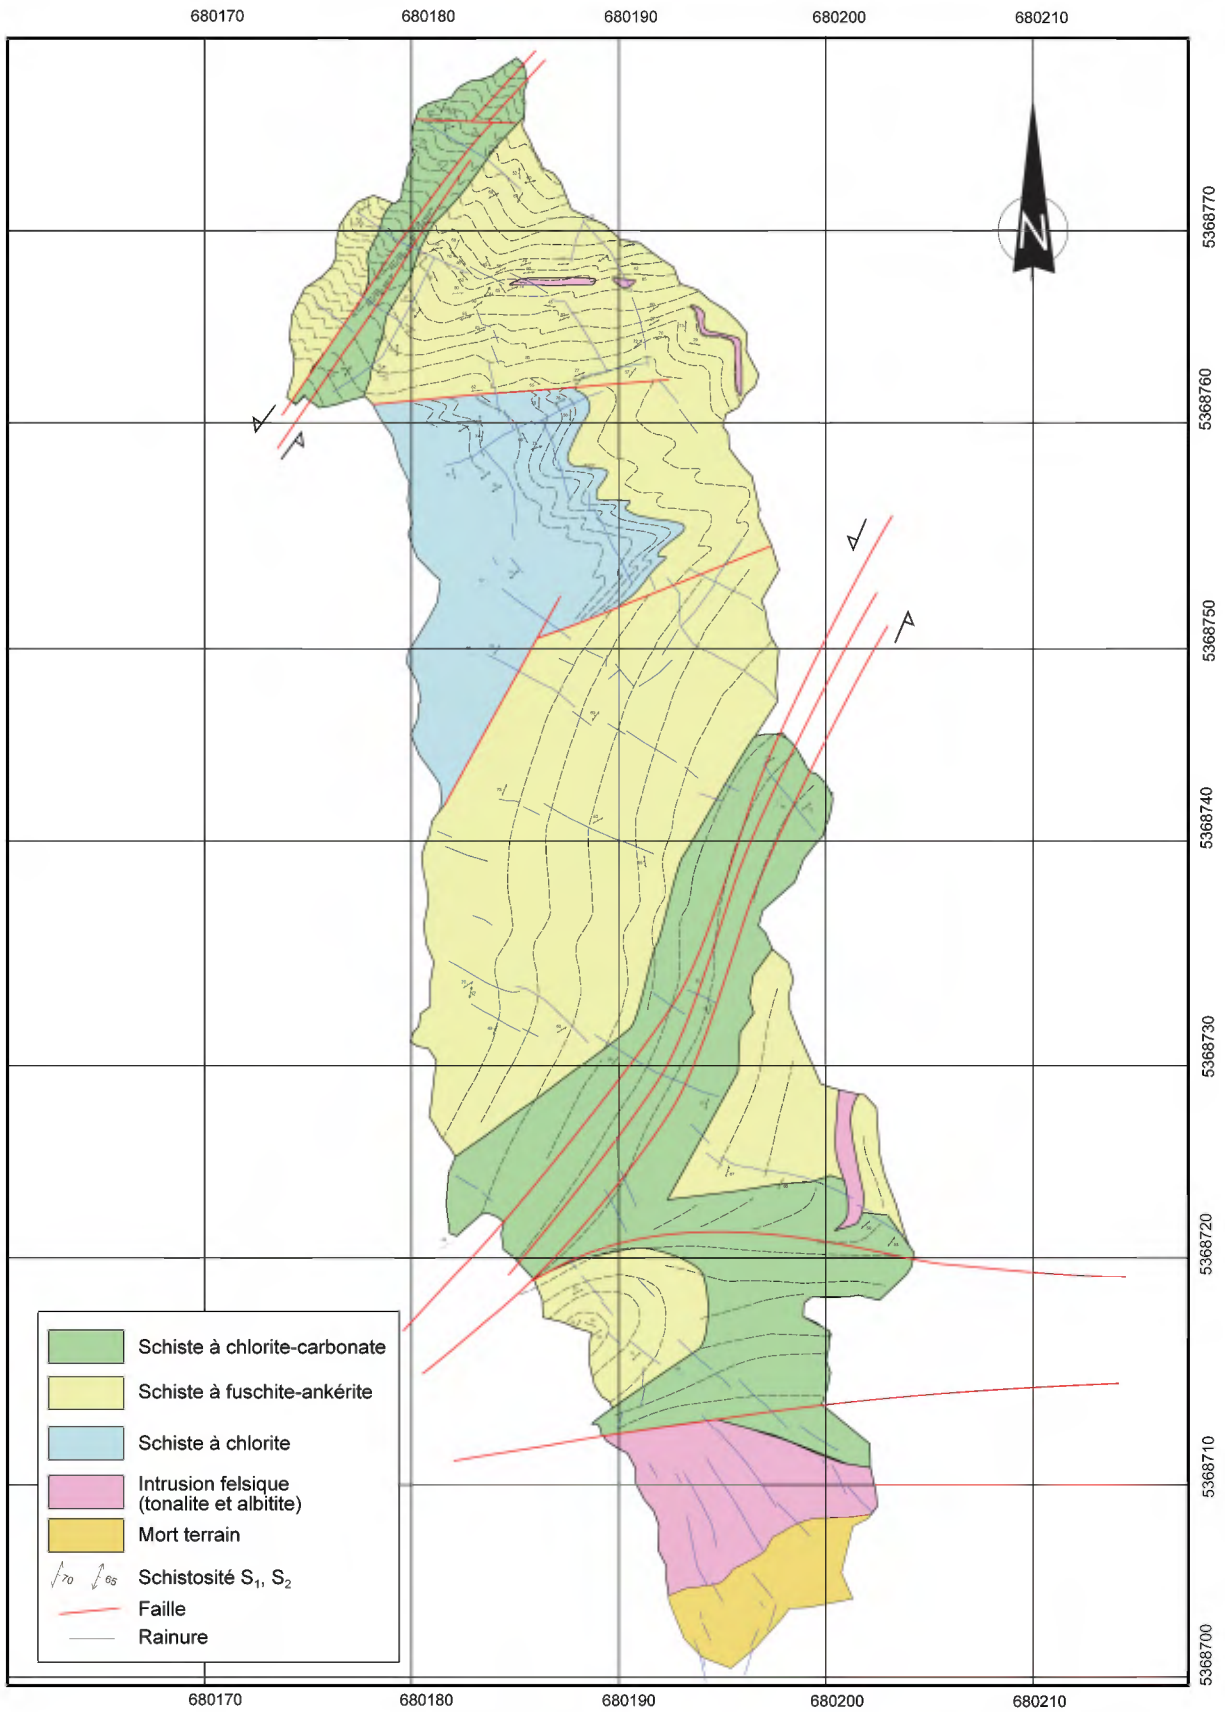 680170 680180 680190 680200 680210
N
5368770
5368760
5368750
5368740
5368730
5368720
5368710
5368700
Schiste à chlorite-carbonate
Schiste à fuschite-ankérite
Schiste à chlorite
Intrusion felsique
(tonalite et albitite)
Mort terrain
70 65 Schistosité S1, S2
Faille
Rainure
680170 680180 680190 680200 680210